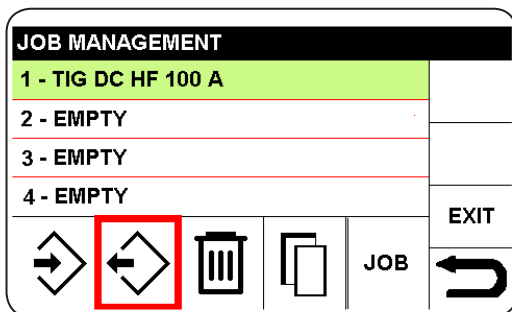 JOB MANAGEMENT
1 - TIG DC HF 100 A
2 - EMPTY
3 - EMPTY
4 - EMPTY
EXIT
JOB